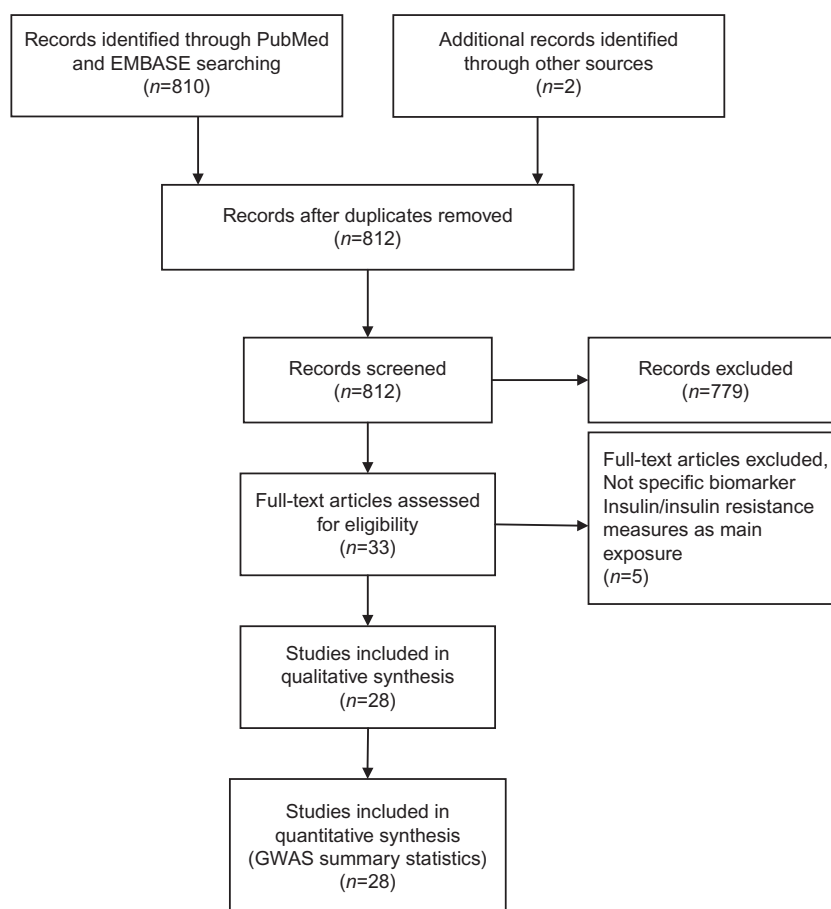 Records identified through PubMed
and EMBASE searching
(n=810)
Additional records identified
through other sources
(n=2)
Records after duplicates removed
(n=812)
Records screened
(n=812)
Records excluded
(n=779)
Full-text articles assessed
for eligibility
(n=33)
Full-text articles excluded,
Not specific biomarker
Insulin/insulin resistance
measures as main
exposure
(n=5)
Studies included in
qualitative synthesis
(n=28)
Studies included in
quantitative synthesis
(GWAS summary statistics)
(n=28)